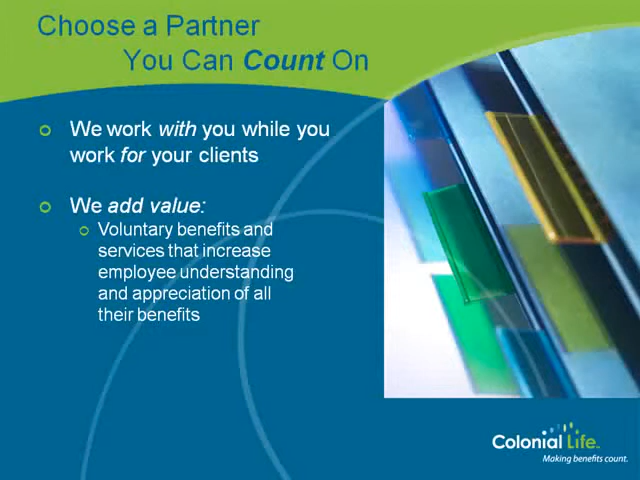 Choose a Partner
You Can Count On
We work with you while you
work for your clients
We add value:
Voluntary benefits and
services that increase
employee understanding
and appreciation of all
their benefits
Colonial Life™
Making benefits count.